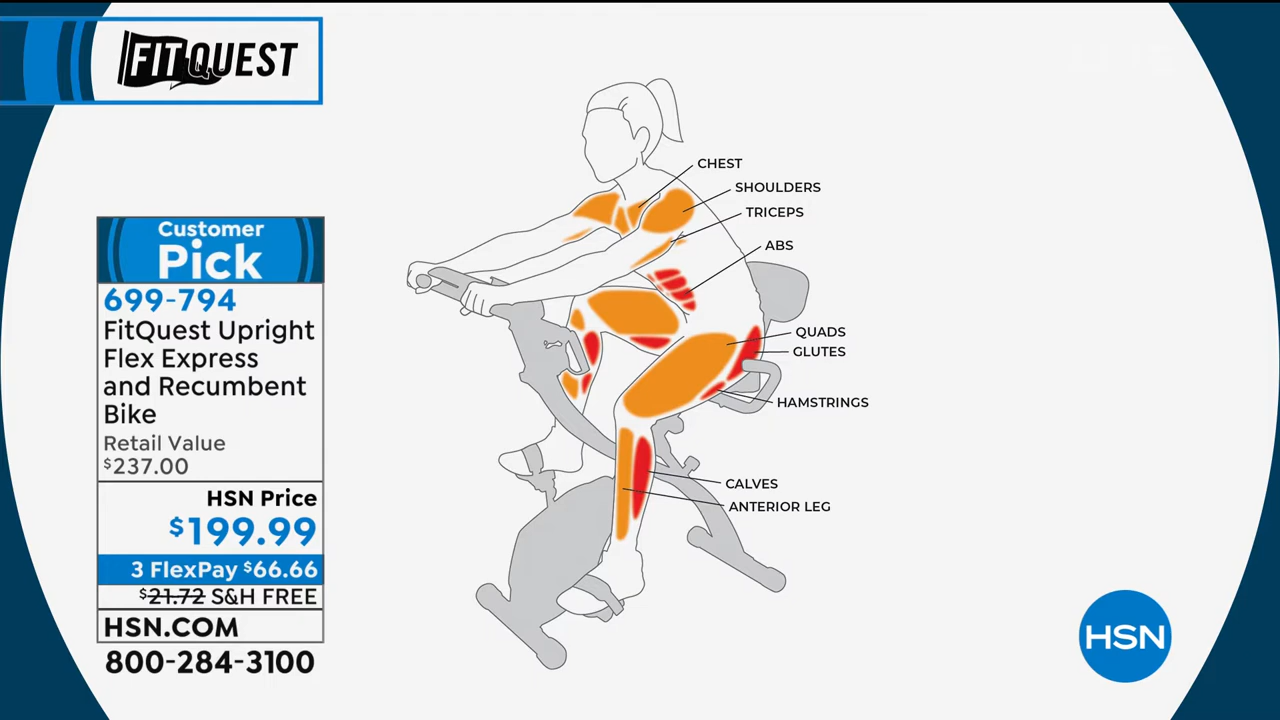 FITQUEST
Customer
Pick
699-794
FitQuest Upright
Flex Express
and Recumbent
Bike
Retail Value
$237.00
HSN Price
$199.99
3 FlexPay $66.66
$21.72 S&H FREE
HSN.COM
800-284-3100
CHEST
SHOULDERS
TRICEPS
ABS
QUADS
GLUTES
HAMSTRINGS
CALVES
ANTERIOR LEG
HSN